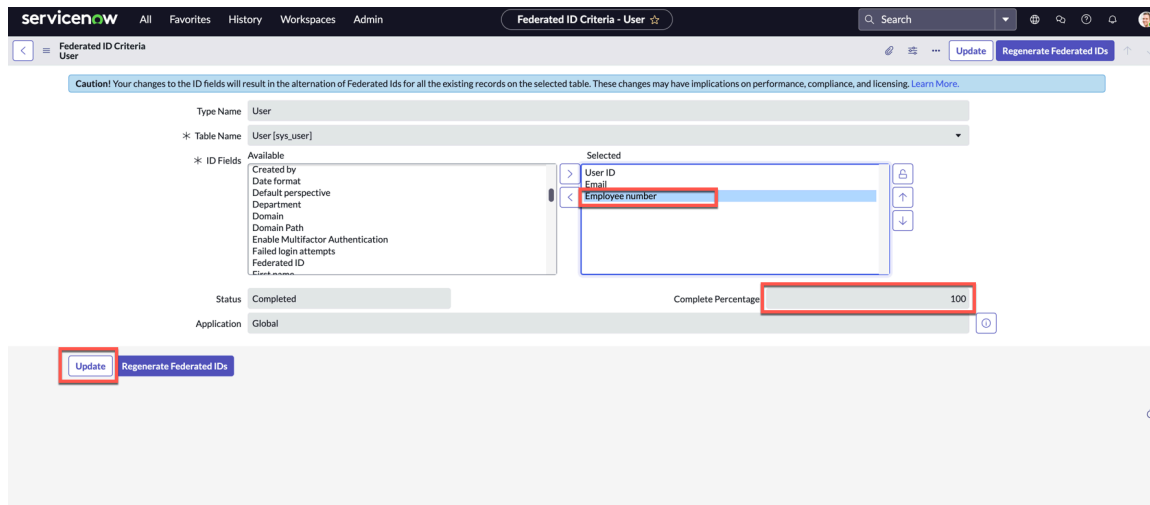 servicenow All Favorites History Workspaces Admin Federated ID Criteria - User Search
Federated ID Criteria
User
Update Regenerate Federated IDs
Caution! Your changes to the ID fields will result in the alternation of Federated Ids for all the existing records on the selected table. These changes may have implications on performance, compliance, and licensing. Learn More.
Type Name User
Table Name User [sys_user]
ID Fields
Available
Created by
Date format
Default perspective
Department
Domain
Domain Path
Enable Multifactor Authentication
Failed login attempts
Federated ID
First name
Selected
User ID
Email
Employee number
Status Completed
Complete Percentage 100
Application Global
Update Regenerate Federated IDs